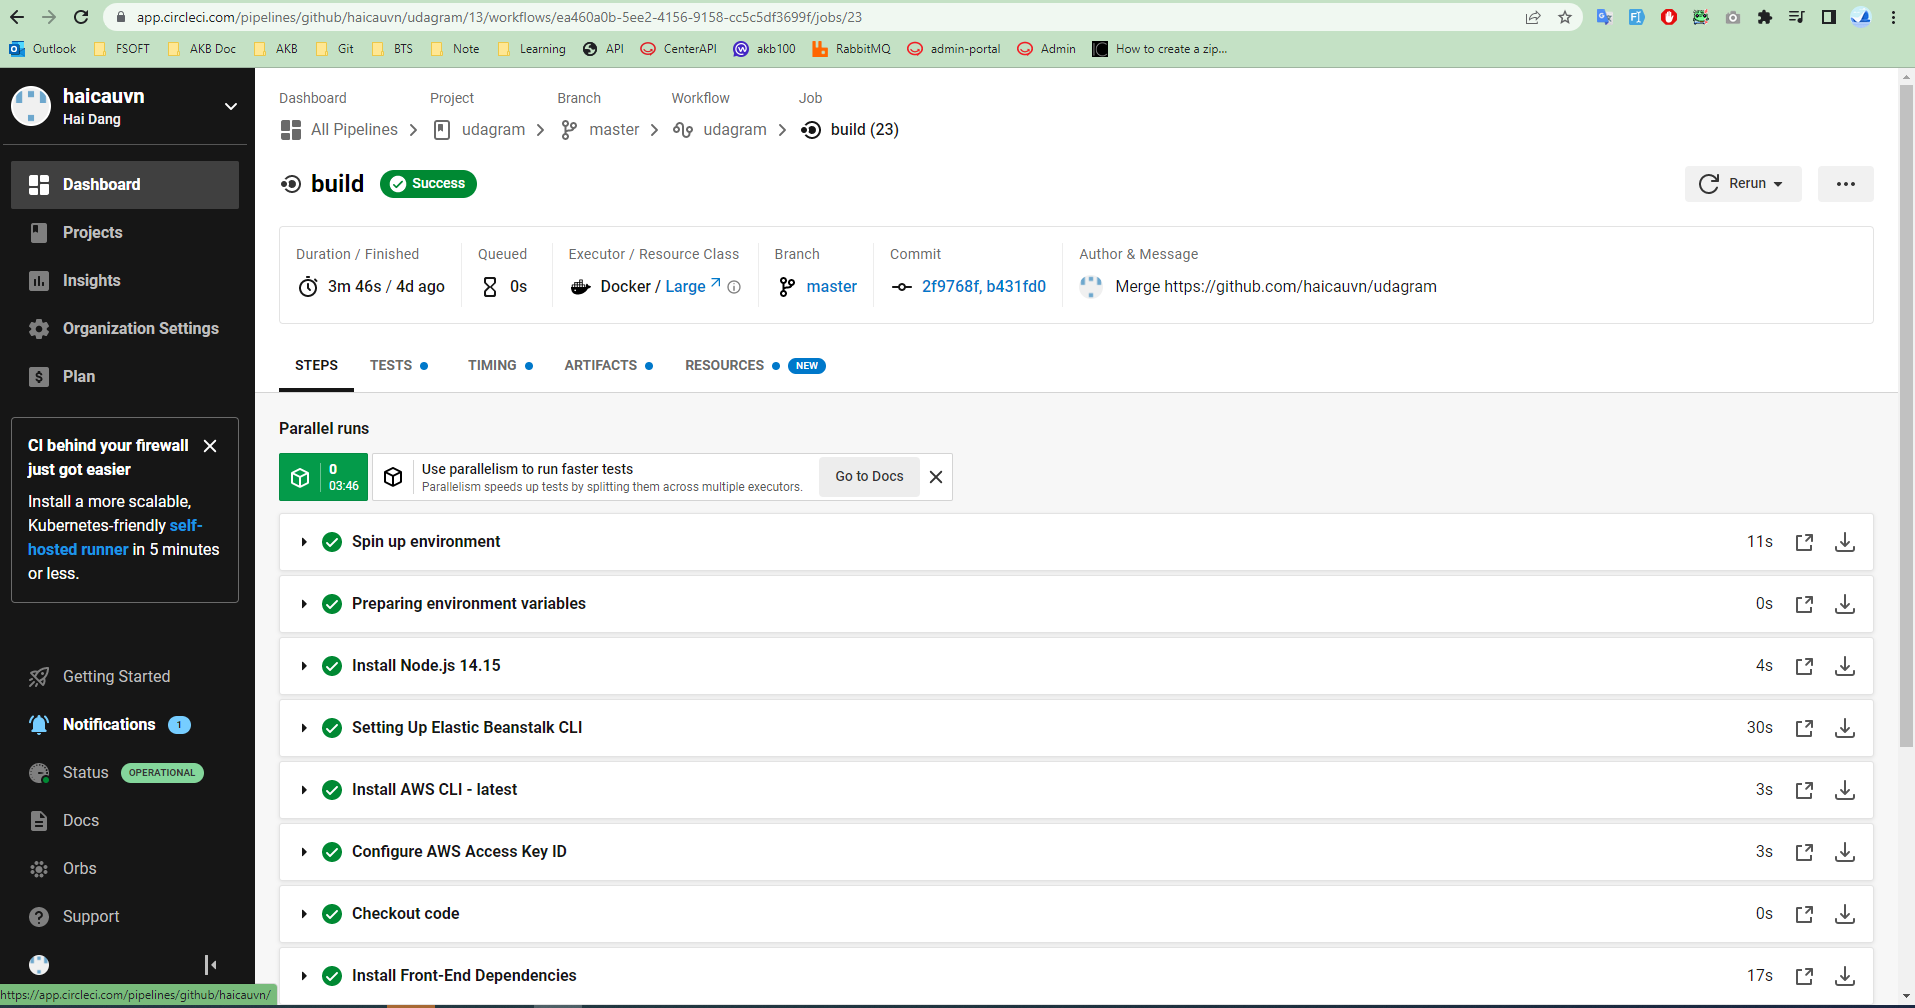 app.circleci.com/pipelines/github/haicauvn/udagram/13/workflows/ea460a0b-5ee2-4156-9158-cc5c5df3699f/jobs/23
Outlook FSOFT AKB Doc AKB Git BTS Note Learning API CenterAPI akb100 RabbitMQ admin-portal Admin How to create a zip...
haicauvn
Hai Dang
Dashboard
Projects
Insights
Organization Settings
Plan
CI behind your firewall
just got easier
Install a more scalable,
Kubernetes-friendly self-
hosted runner in 5 minutes
or less.
Getting Started
Notifications 1
Status OPERATIONAL
Docs
Orbs
Support
https://app.circleci.com/pipelines/github/haicauvn/
Dashboard Project Branch Workflow Job
All Pipelines udagram master udagram build (23)
build Success Rerun
Duration / Finished Queued Executor / Resource Class Branch Commit Author & Message
3m 46s / 4d ago 0s Docker / Large master 2f9768f, b431fd0 Merge https://github.com/haicauvn/udagram
STEPS TESTS TIMING ARTIFACTS RESOURCES NEW
Parallel runs
0
03:46
Use parallelism to run faster tests
Parallelism speeds up tests by splitting them across multiple executors.
Go to Docs
Spin up environment 11s
Preparing environment variables 0s
Install Node.js 14.15 4s
Setting Up Elastic Beanstalk CLI 30s
Install AWS CLI - latest 3s
Configure AWS Access Key ID 3s
Checkout code 0s
Install Front-End Dependencies 17s